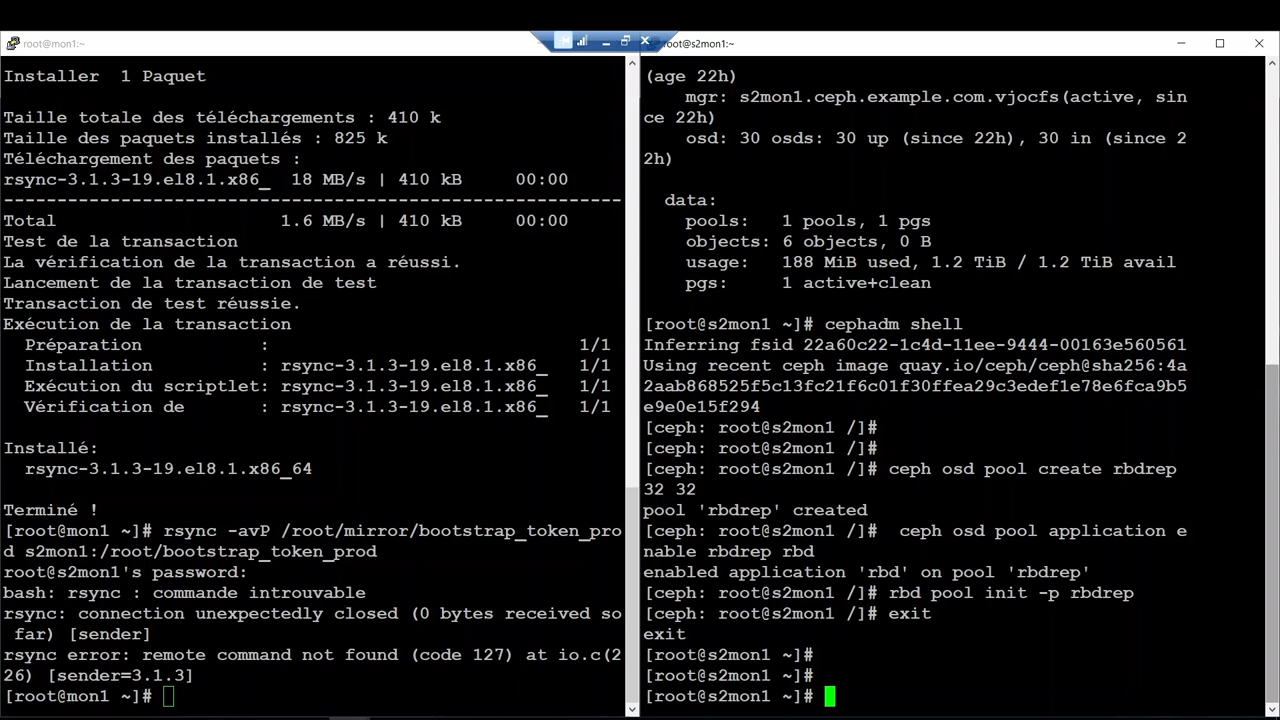 root@mon1:~
Installer  1 Paquet
Taille totale des téléchargements : 410 k
Taille des paquets installés : 825 k
Téléchargement des paquets :
rsync-3.1.3-19.el8.1.x86_  18 MB/s | 410 kB     00:00
--------------------------------------------------------
Total                     1.6 MB/s | 410 kB     00:00
Test de la transaction
La vérification de la transaction a réussi.
Lancement de la transaction de test
Transaction de test réussie.
Exécution de la transaction
  Préparation           :                             1/1
  Installation          : rsync-3.1.3-19.el8.1.x86_   1/1
  Exécution du scriptlet: rsync-3.1.3-19.el8.1.x86_   1/1
  Vérification de       : rsync-3.1.3-19.el8.1.x86_   1/1
Installé:
  rsync-3.1.3-19.el8.1.x86_64
Terminé !
[root@mon1 ~]# rsync -avP /root/mirror/bootstrap_token_pro
d s2mon1:/root/bootstrap_token_prod
root@s2mon1's password:
bash: rsync : commande introuvable
rsync: connection unexpectedly closed (0 bytes received so
 far) [sender]
rsync error: remote command not found (code 127) at io.c(2
26) [sender=3.1.3]
[root@mon1 ~]#
root@s2mon1:~
(age 22h)
    mgr: s2mon1.ceph.example.com.vjocfs(active, sin
ce 22h)
    osd: 30 osds: 30 up (since 22h), 30 in (since 2
2h)
  data:
    pools:   1 pools, 1 pgs
    objects: 6 objects, 0 B
    usage:   188 MiB used, 1.2 TiB / 1.2 TiB avail
    pgs:     1 active+clean
[root@s2mon1 ~]# cephadm shell
Inferring fsid 22a60c22-1c4d-11ee-9444-00163e560561
Using recent ceph image quay.io/ceph/ceph@sha256:4a
2aab868525f5c13fc21f6c01f30ffea29c3edef1e78e6fca9b5
e9e0e15f294
[ceph: root@s2mon1 /]#
[ceph: root@s2mon1 /]#
[ceph: root@s2mon1 /]# ceph osd pool create rbdrep
32 32
pool 'rbdrep' created
[ceph: root@s2mon1 /]#  ceph osd pool application e
nable rbdrep rbd
enabled application 'rbd' on pool 'rbdrep'
[ceph: root@s2mon1 /]# rbd pool init -p rbdrep
[ceph: root@s2mon1 /]# exit
exit
[root@s2mon1 ~]#
[root@s2mon1 ~]#
[root@s2mon1 ~]#